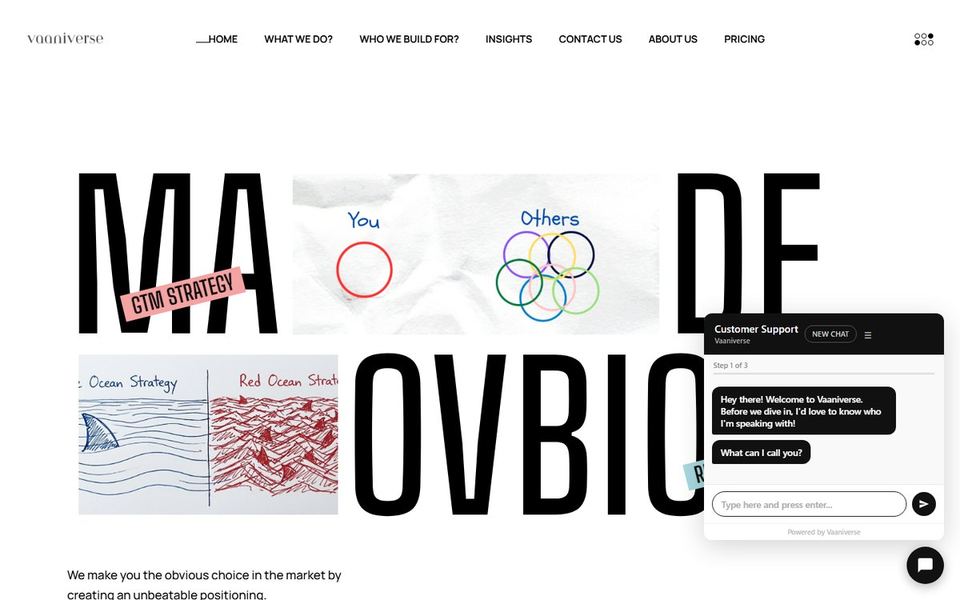 vaaniverse
HOME WHAT WE DO? WHO WE BUILD FOR? INSIGHTS CONTACT US ABOUT US PRICING
MA DE
You
Others
GTM STRATEGY
Ocean Strategy
Red Ocean
OVBIO
Customer Support
Vaaniverse
NEW CHAT
Step 1 of 3
Hey there! Welcome to Vaaniverse.
Before we dive in, I'd love to know who
I'm speaking with!
What can I call you?
Type here and press enter...
Powered by Vaaniverse
We make you the obvious choice in the market by
creating an unbeatable positioning.